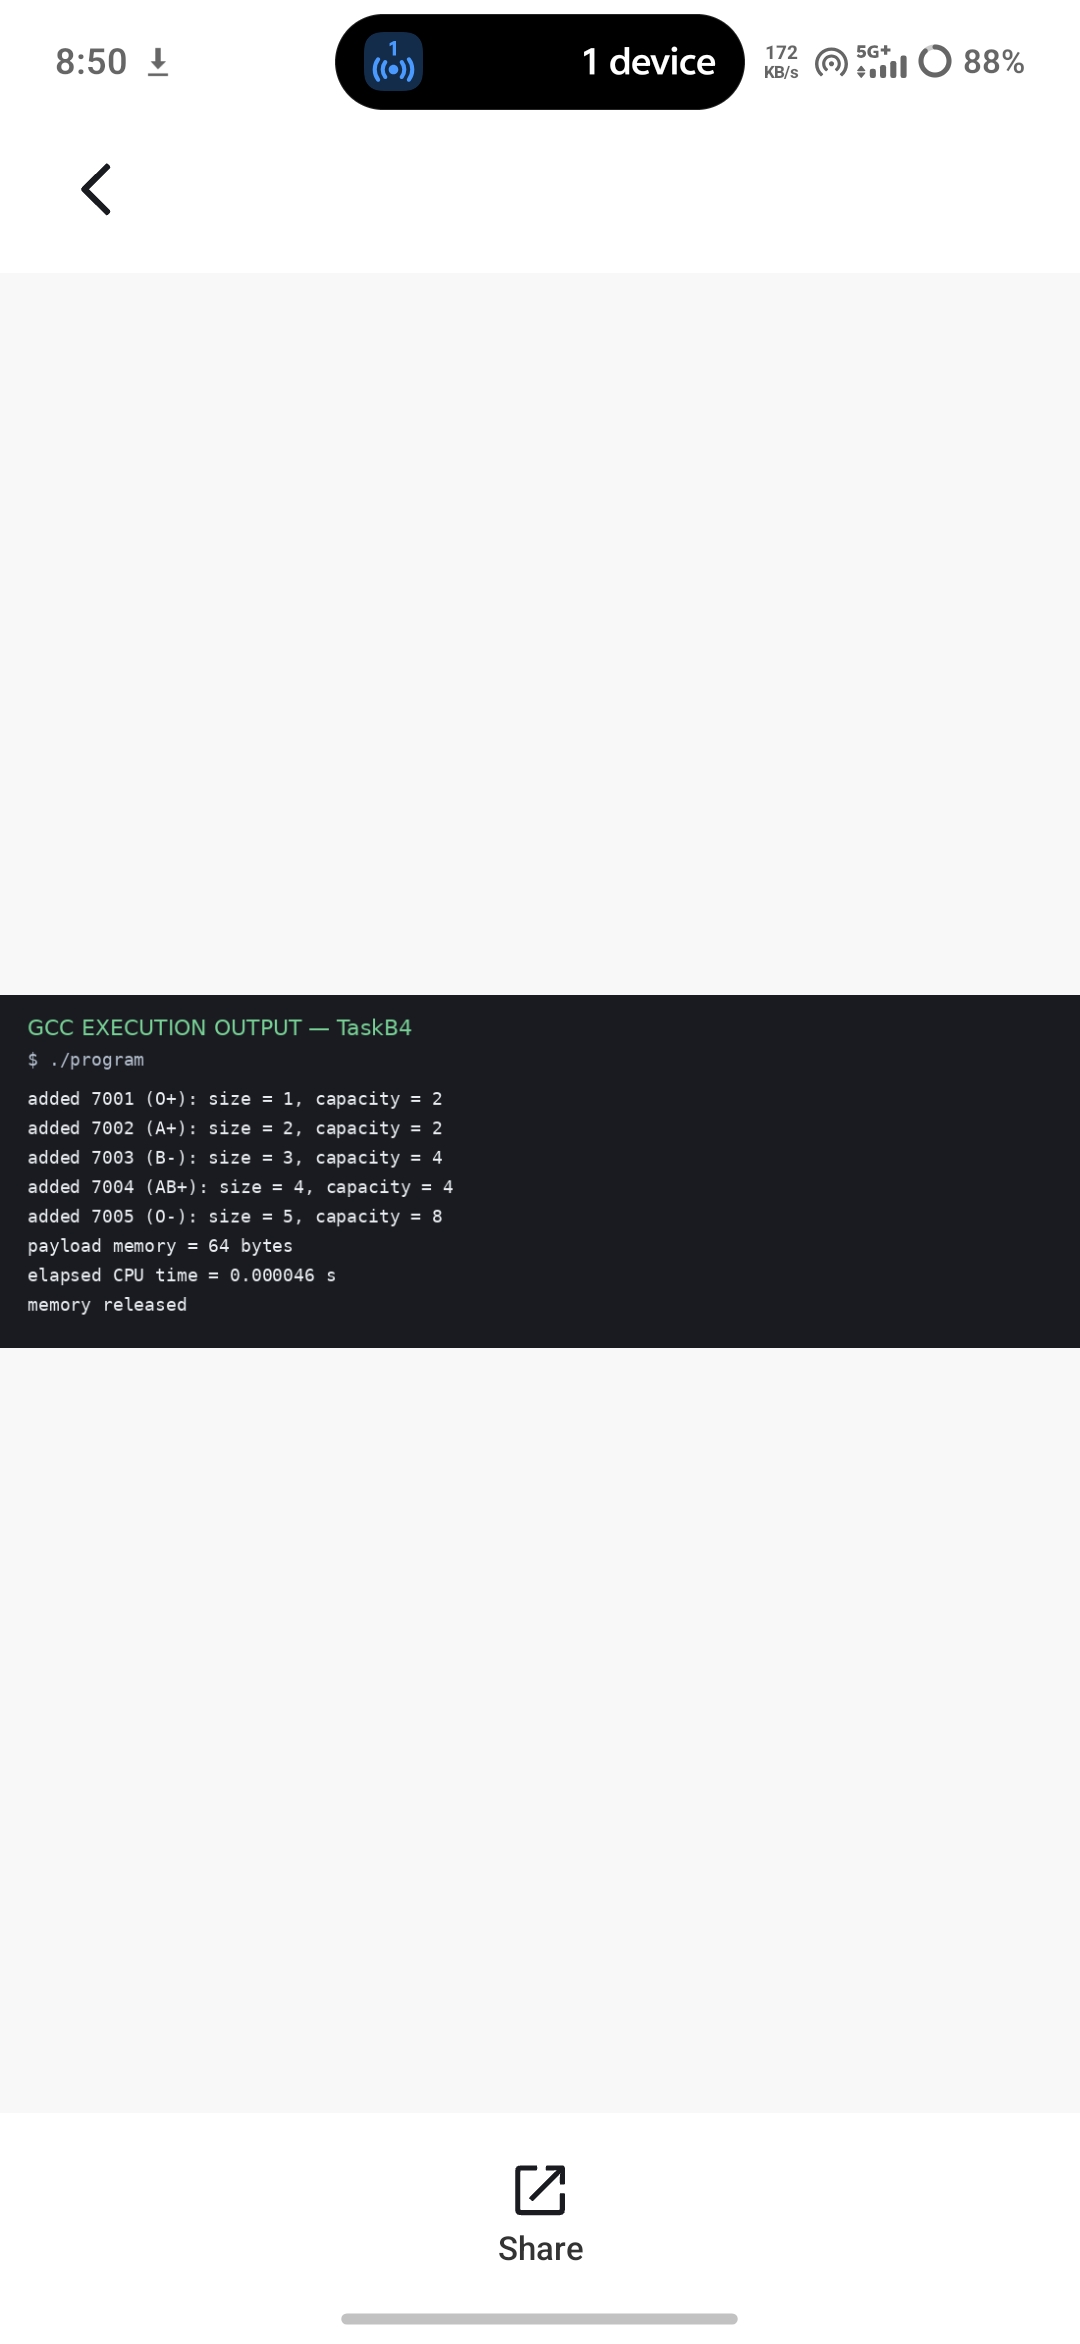 8:50
1
1 device
172
KB/s
5G+
88%
GCC EXECUTION OUTPUT — TaskB4
$ ./program
added 7001 (O+): size = 1, capacity = 2
added 7002 (A+): size = 2, capacity = 2
added 7003 (B-): size = 3, capacity = 4
added 7004 (AB+): size = 4, capacity = 4
added 7005 (O-): size = 5, capacity = 8
payload memory = 64 bytes
elapsed CPU time = 0.000046 s
memory released
Share